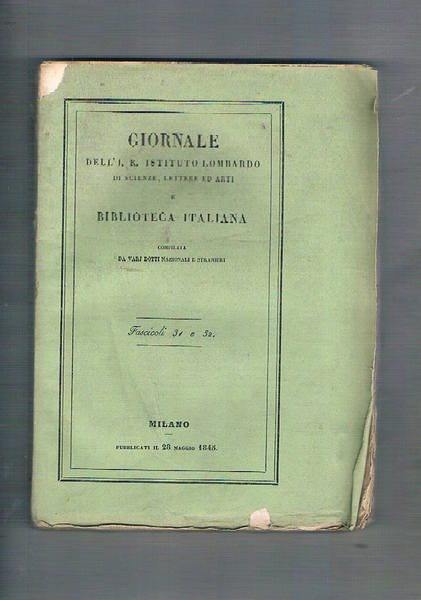 GIORNALE
DELL' I. R. ISTITUTO LOMBARDO
DI SCIENZE, LETTERE ED ARTI
E
BIBLIOTECA ITALIANA
COMPILATA
DA VARJ DOTTI NAZIONALI E STRANIERI
Fascicoli 31 e 32.
MILANO
PUBBLICATI IL 28 MAGGIO 1845.